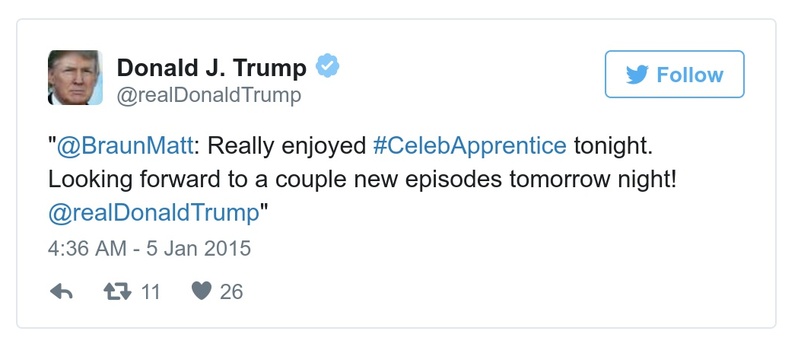 Donald J. Trump
@realDonaldTrump
Follow
"@BraunMatt: Really enjoyed #CelebApprentice tonight.
Looking forward to a couple new episodes tomorrow night!
@realDonaldTrump"
4:36 AM - 5 Jan 2015
11 26